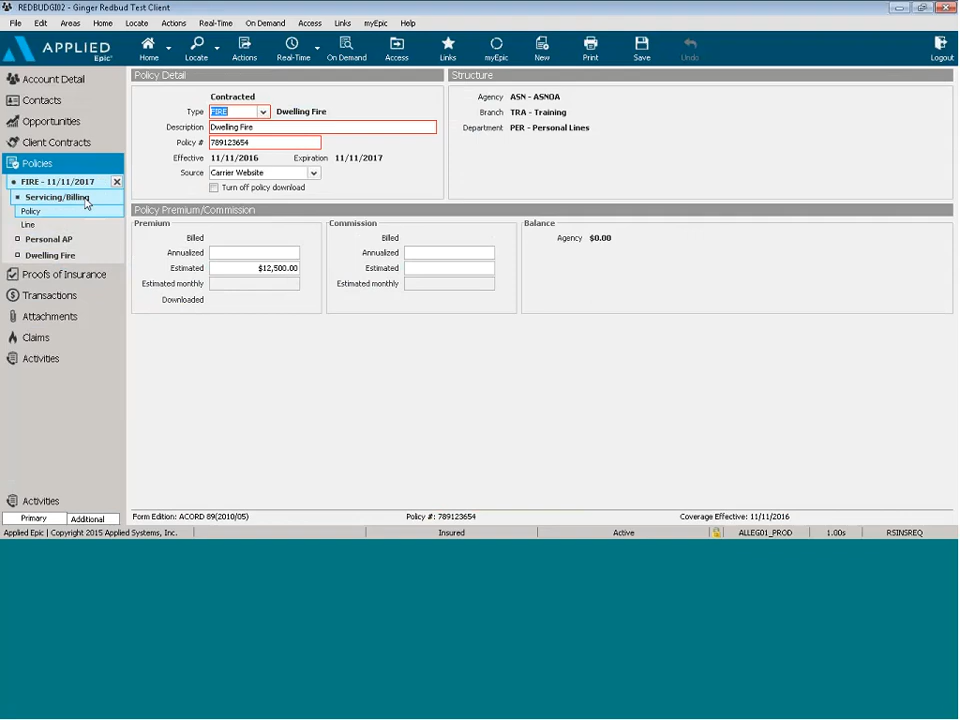 REDBUDGI02 - Ginger Redbud Test Client
File Edit Areas Home Locate Actions Real-Time On Demand Access Links myEpic Help
APPLIED Epic
Home Locate Actions Real-Time On Demand Access Links myEpic New Print Save Undo Logout
Account Detail
Contacts
Opportunities
Client Contracts
Policies
FIRE - 11/11/2017
Servicing/Billing
Policy
Line
Personal AP
Dwelling Fire
Proofs of Insurance
Transactions
Attachments
Claims
Activities
Activities
Primary Additional
Policy Detail
Contracted
Type FIRE Dwelling Fire
Description Dwelling Fire
Policy # 789123654
Effective 11/11/2016 Expiration 11/11/2017
Source Carrier Website
Turn off policy download
Structure
Agency ASN - ASNOA
Branch TRA - Training
Department PER - Personal Lines
Policy Premium/Commission
Premium
Billed
Annualized
Estimated $12,500.00
Estimated monthly
Downloaded
Commission
Billed
Annualized
Estimated
Estimated monthly
Balance
Agency $0.00
Form Edition: ACORD 89(2010/05) Policy #: 789123654 Coverage Effective: 11/11/2016
Applied Epic | Copyright 2015 Applied Systems, Inc. Insured Active ALLEG01_PROD 1.00s RSINSREQ